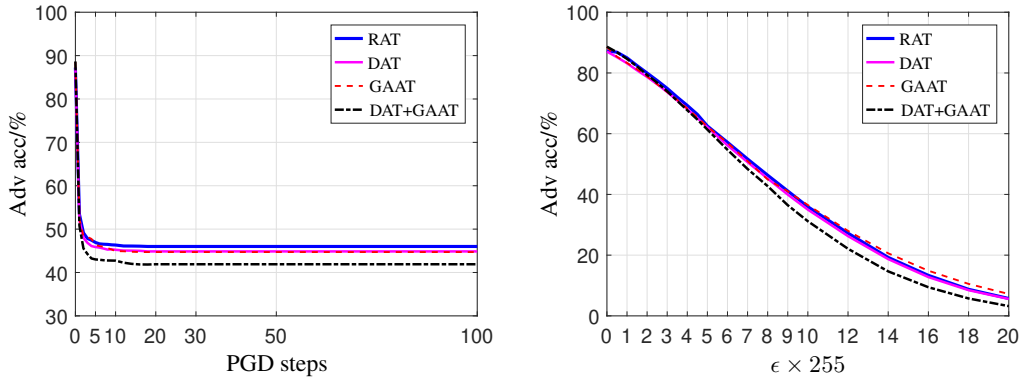 100
90
80
70
60
50
40
30
0 5 10 20 30 50 100
PGD steps
Adv acc/%
RAT
DAT
GAAT
DAT+GAAT
100
80
60
40
20
0
0 1 2 3 4 5 6 7 8 9 10 12 14 16 18 20
ϵ × 255
Adv acc/%
RAT
DAT
GAAT
DAT+GAAT